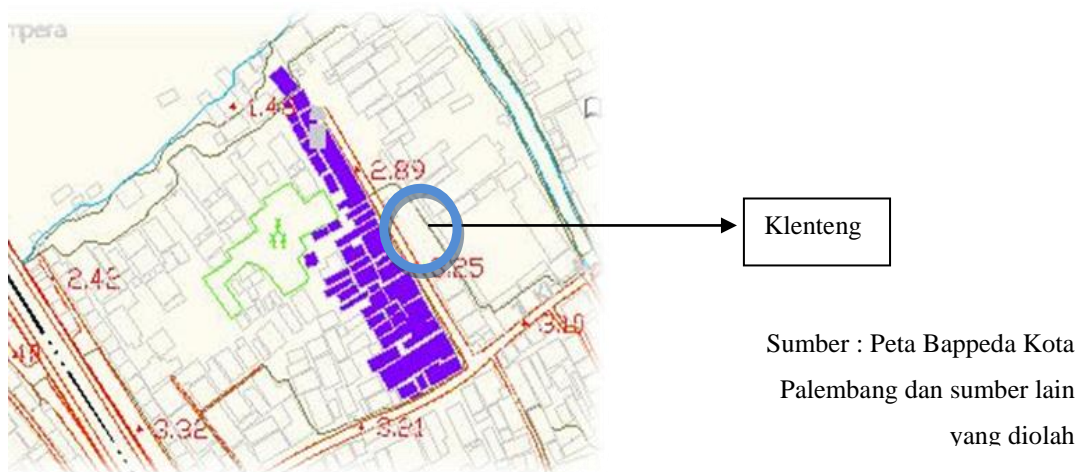 mpera
1.45
2.89
Klenteng
3.25
2.42
3.10
3.32
3.21
Sumber : Peta Bappeda Kota
Palembang dan sumber lain
yang diolah